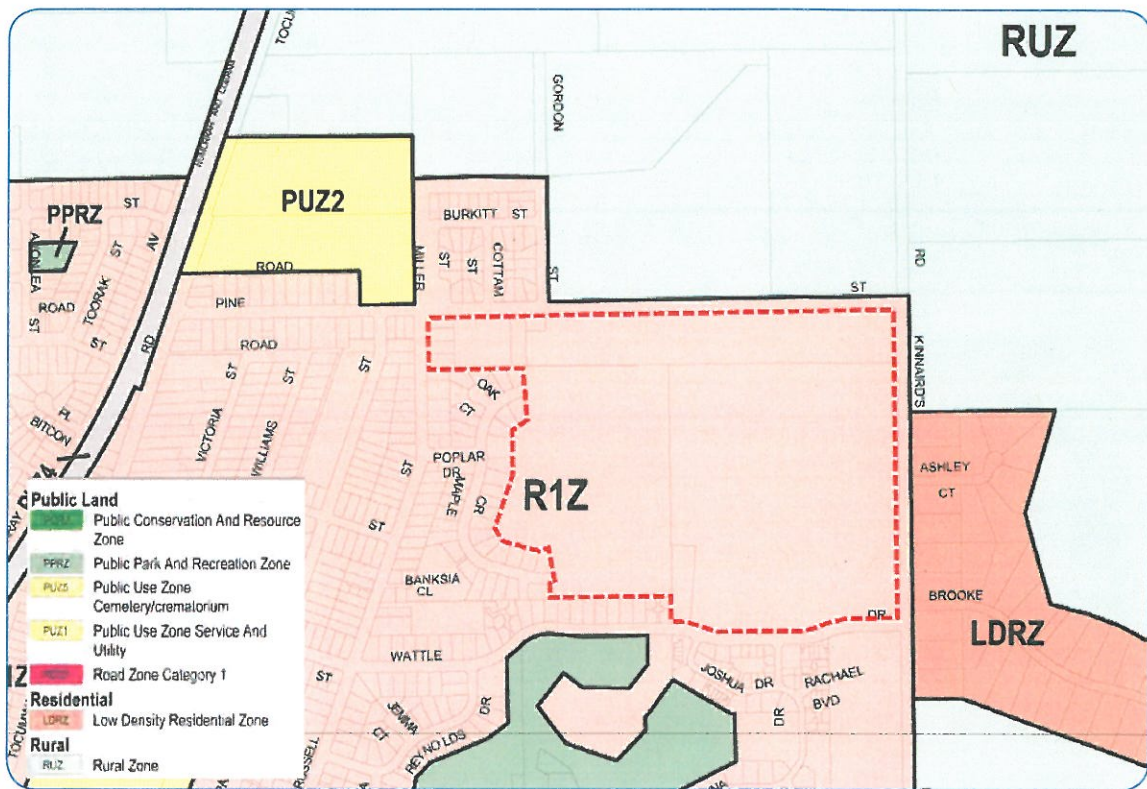 TOCUM
RUZ
GORDON
PPRZ
ST
PUZ2
BURKITT ST
AV
ST
MILLER
ST
ST
COTTAM
ST
ROAD
RD
ROAD
ST
TOORAK
ST
PINE
ST
RD
ROAD
ST
ST
ST
KINNAIRD'S
OAK
CT
PL
BITCON
VICTORIA
WILLIAMS
POPLAR
DR
MAPLE
CR
ST
R1Z
ASHLEY
CT
ST
BANKSIA
CL
BROOKE
DR
LDRZ
WATTLE
ST
DR
JOSHUA DR
RACHAEL
DR
BVD
JEMMA
CT
REYNOLDS
Public Land
Public Conservation And Resource
Zone
PPRZ Public Park And Recreation Zone
PUZ5 Public Use Zone
Cemetery/crematorium
PUZ1 Public Use Zone Service And
Utility
Road Zone Category 1
Residential
LDRZ Low Density Residential Zone
Rural
RUZ Rural Zone